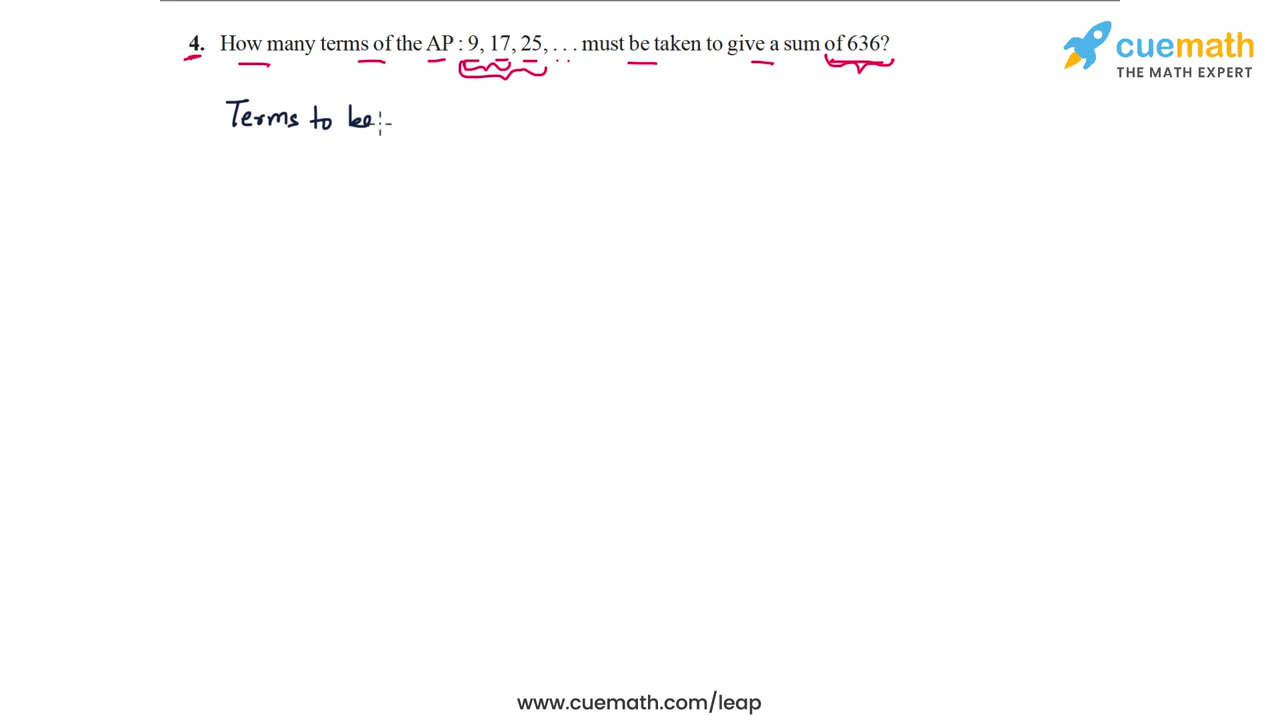 4. How many terms of the AP : 9, 17, 25, . . . must be taken to give a sum of 636?
cuemath
THE MATH EXPERT
Terms to be
www.cuemath.com/leap